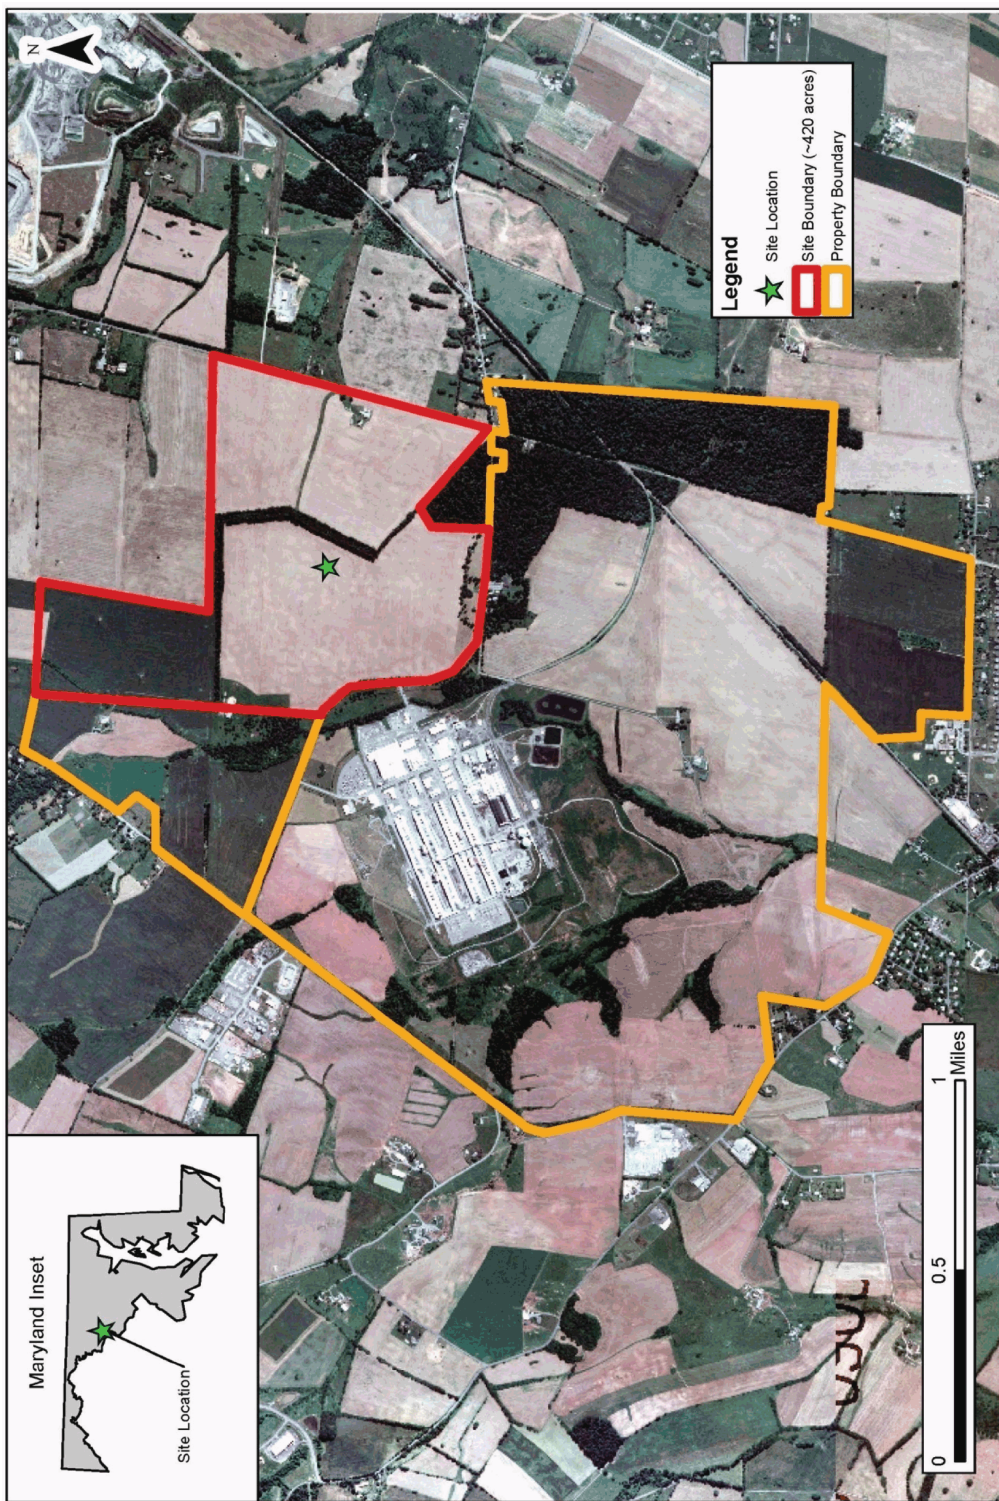 Maryland Inset
Site Location
N
Legend
Site Location
Site Boundary (~420 acres)
Property Boundary
0 0.5 1
Miles